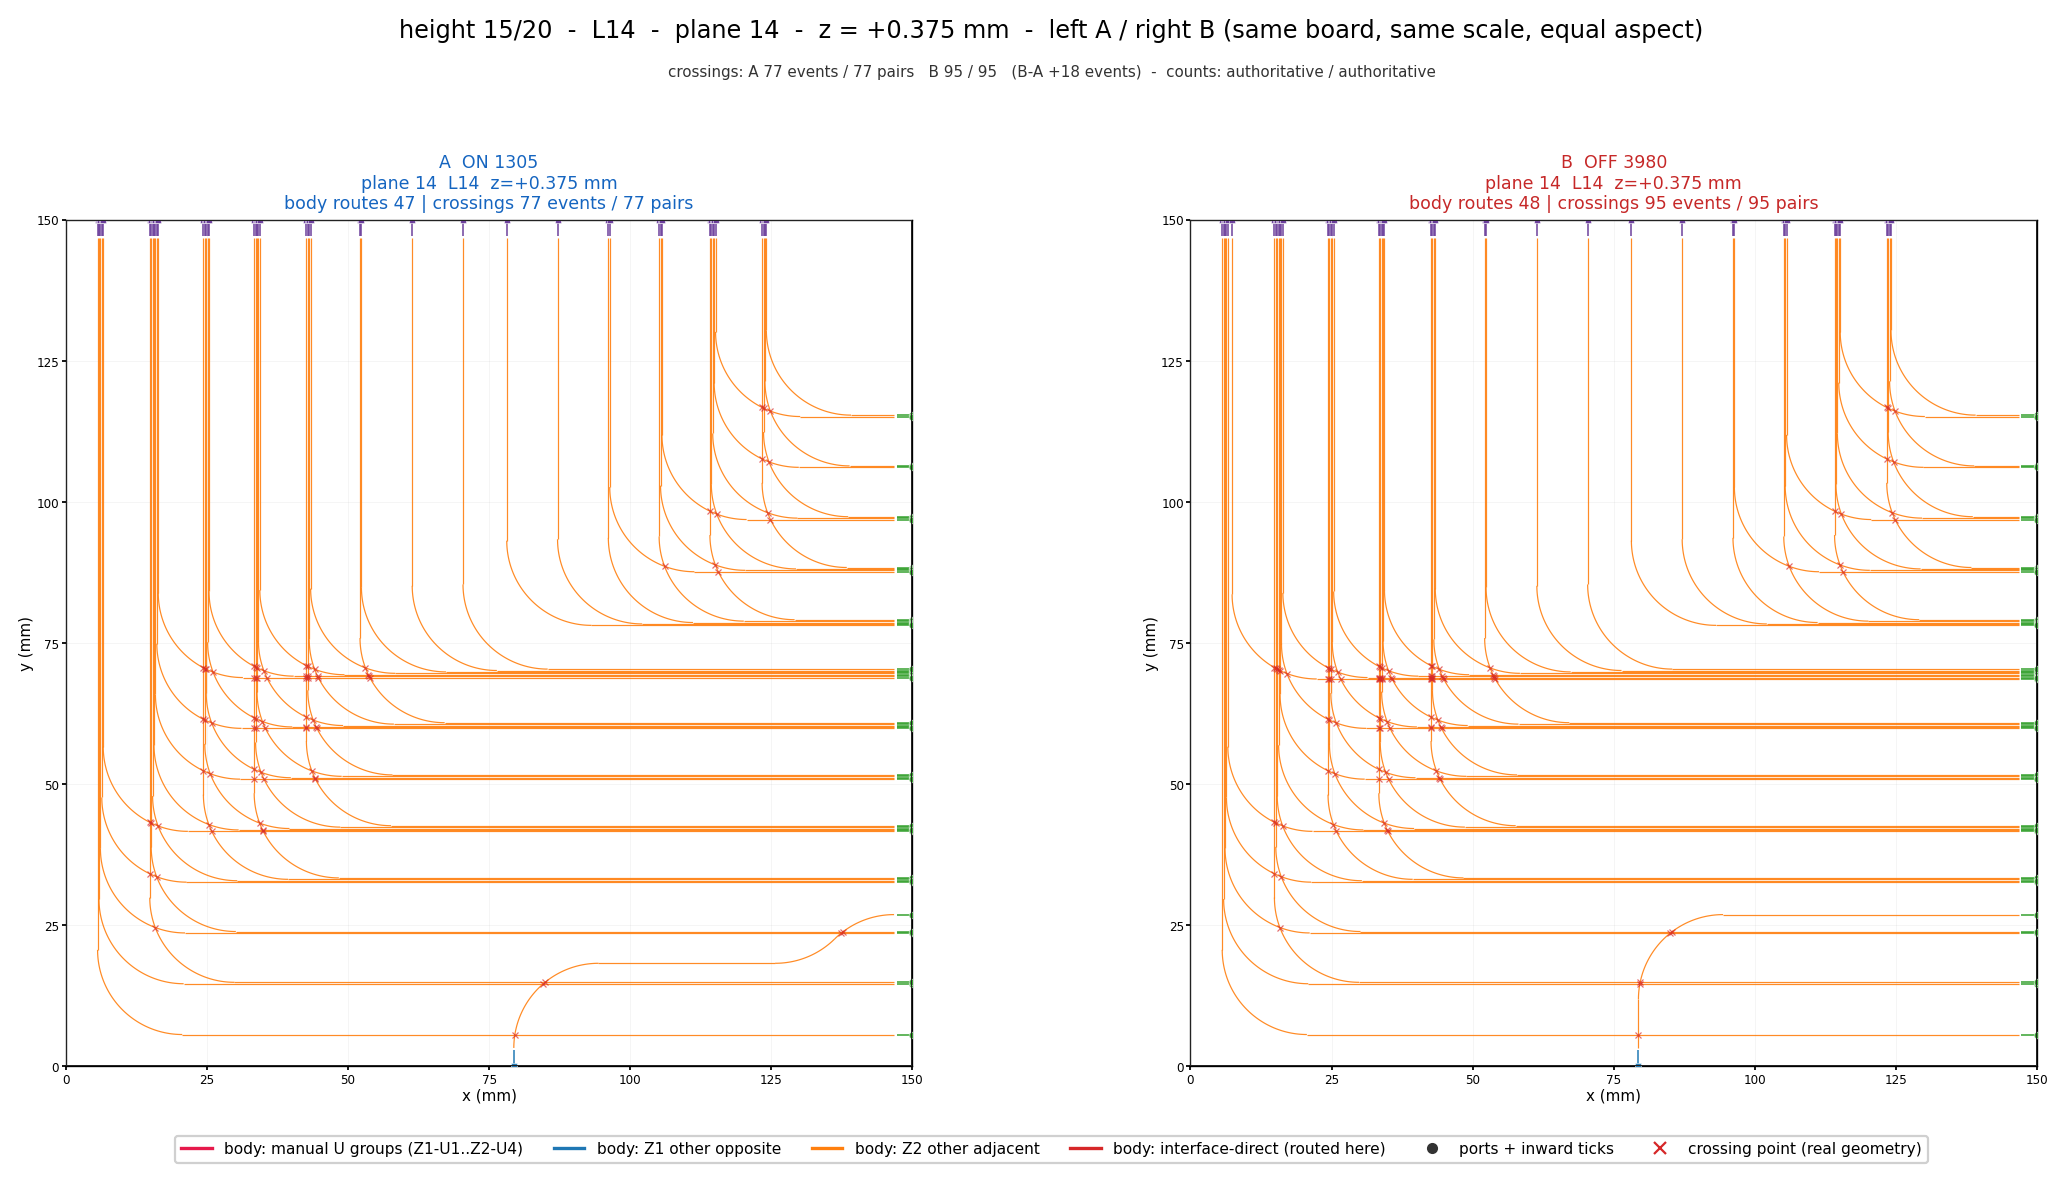 height 15/20  -  L14  -  plane 14  -  z = +0.375 mm  -  left A / right B (same board, same scale, equal aspect)
crossings: A 77 events / 77 pairs   B 95 / 95   (B-A +18 events)  -  counts: authoritative / authoritative
A  ON 1305
plane 14  L14  z=+0.375 mm
body routes 47 | crossings 77 events / 77 pairs
150
125
100
75
50
25
0
y (mm)
0
25
50
75
100
125
150
x (mm)
B  OFF 3980
plane 14  L14  z=+0.375 mm
body routes 48 | crossings 95 events / 95 pairs
150
125
100
75
50
25
0
y (mm)
0
25
50
75
100
125
150
x (mm)
body: manual U groups (Z1-U1..Z2-U4)
body: Z1 other opposite
body: Z2 other adjacent
body: interface-direct (routed here)
ports + inward ticks
crossing point (real geometry)